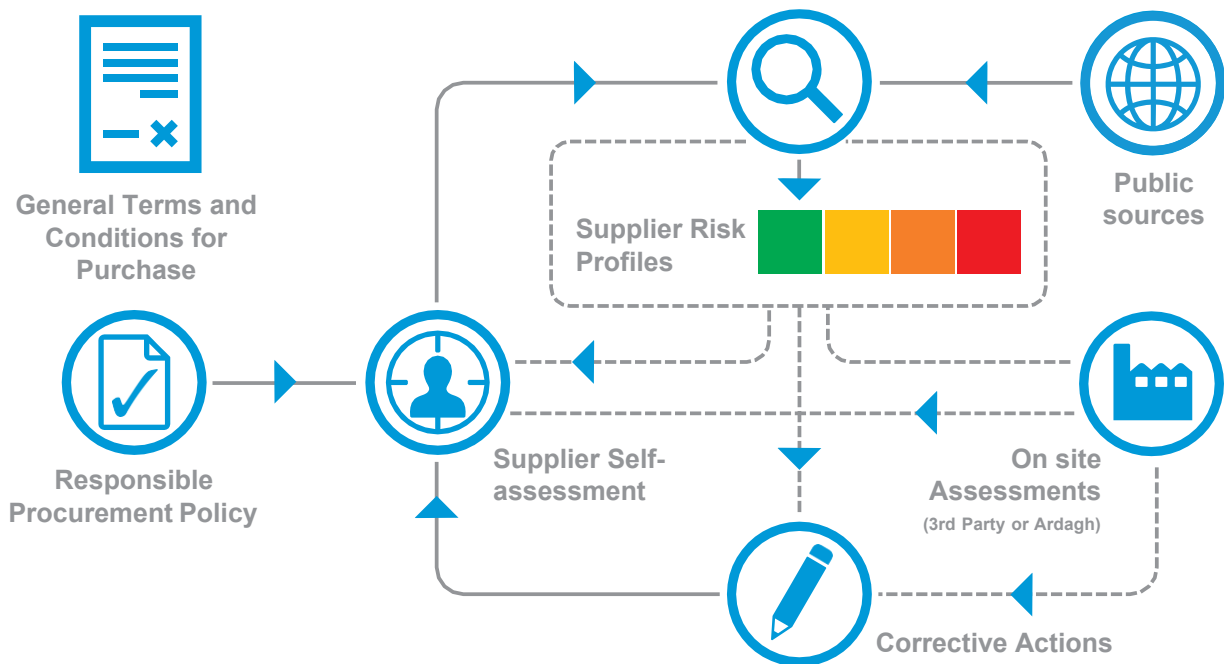 General Terms and
Conditions for
Purchase
Public
sources
Supplier Risk
Profiles
Responsible
Procurement Policy
Supplier Self-
assessment
On site
Assessments
(3rd Party or Ardagh)
Corrective Actions